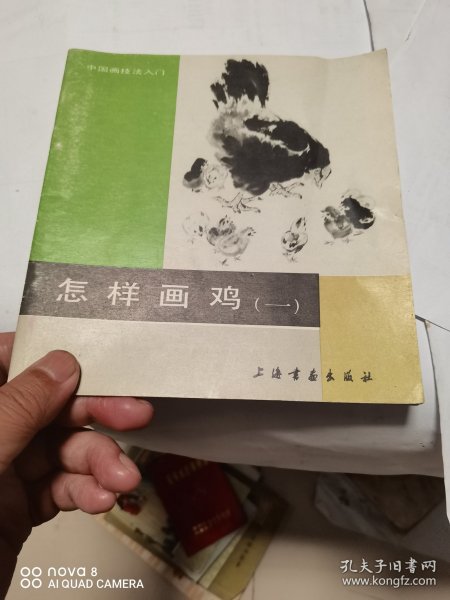 中国画技法入门
怎样画鸡(一)
上海书画出版社
nova 8
AI QUAD CAMERA
孔夫子旧书网
www.kongfz.com